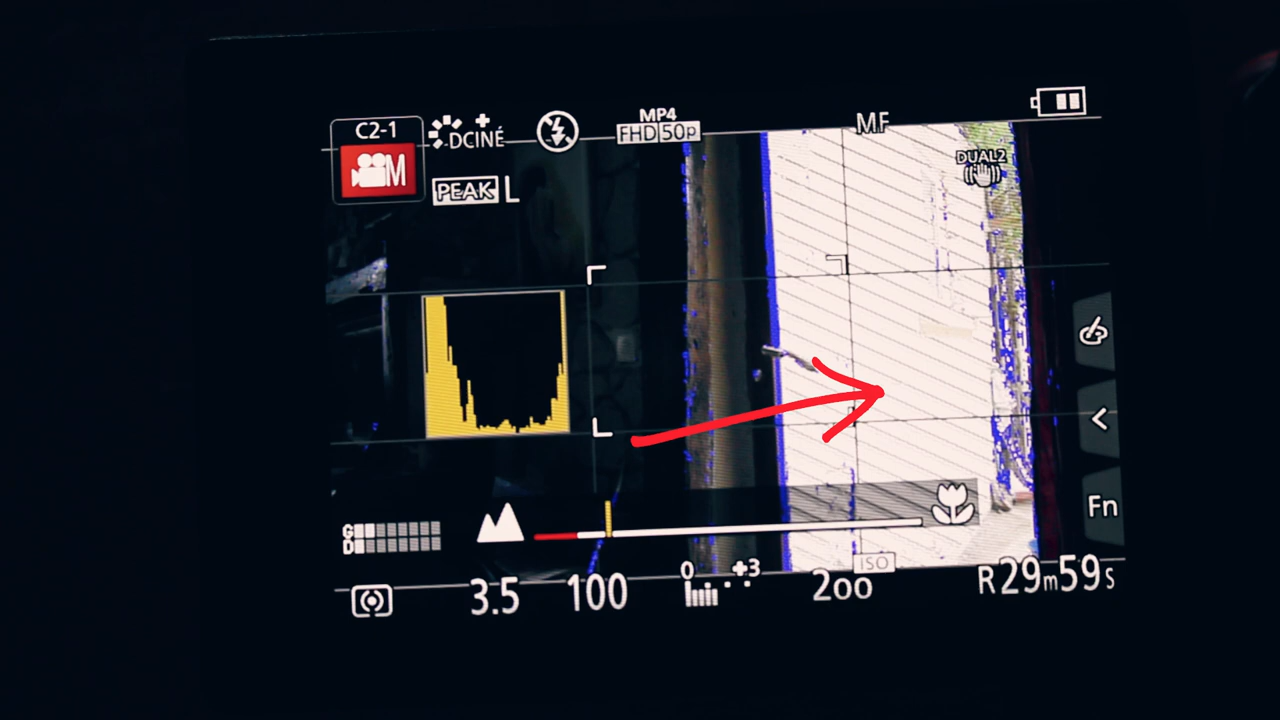 C2-1
M
DCINÉ
MP4
FHD 50p
MF
DUAL2
PEAK L
Fn
G
D
3.5
100
0
+3
200
ISO
R29m59s